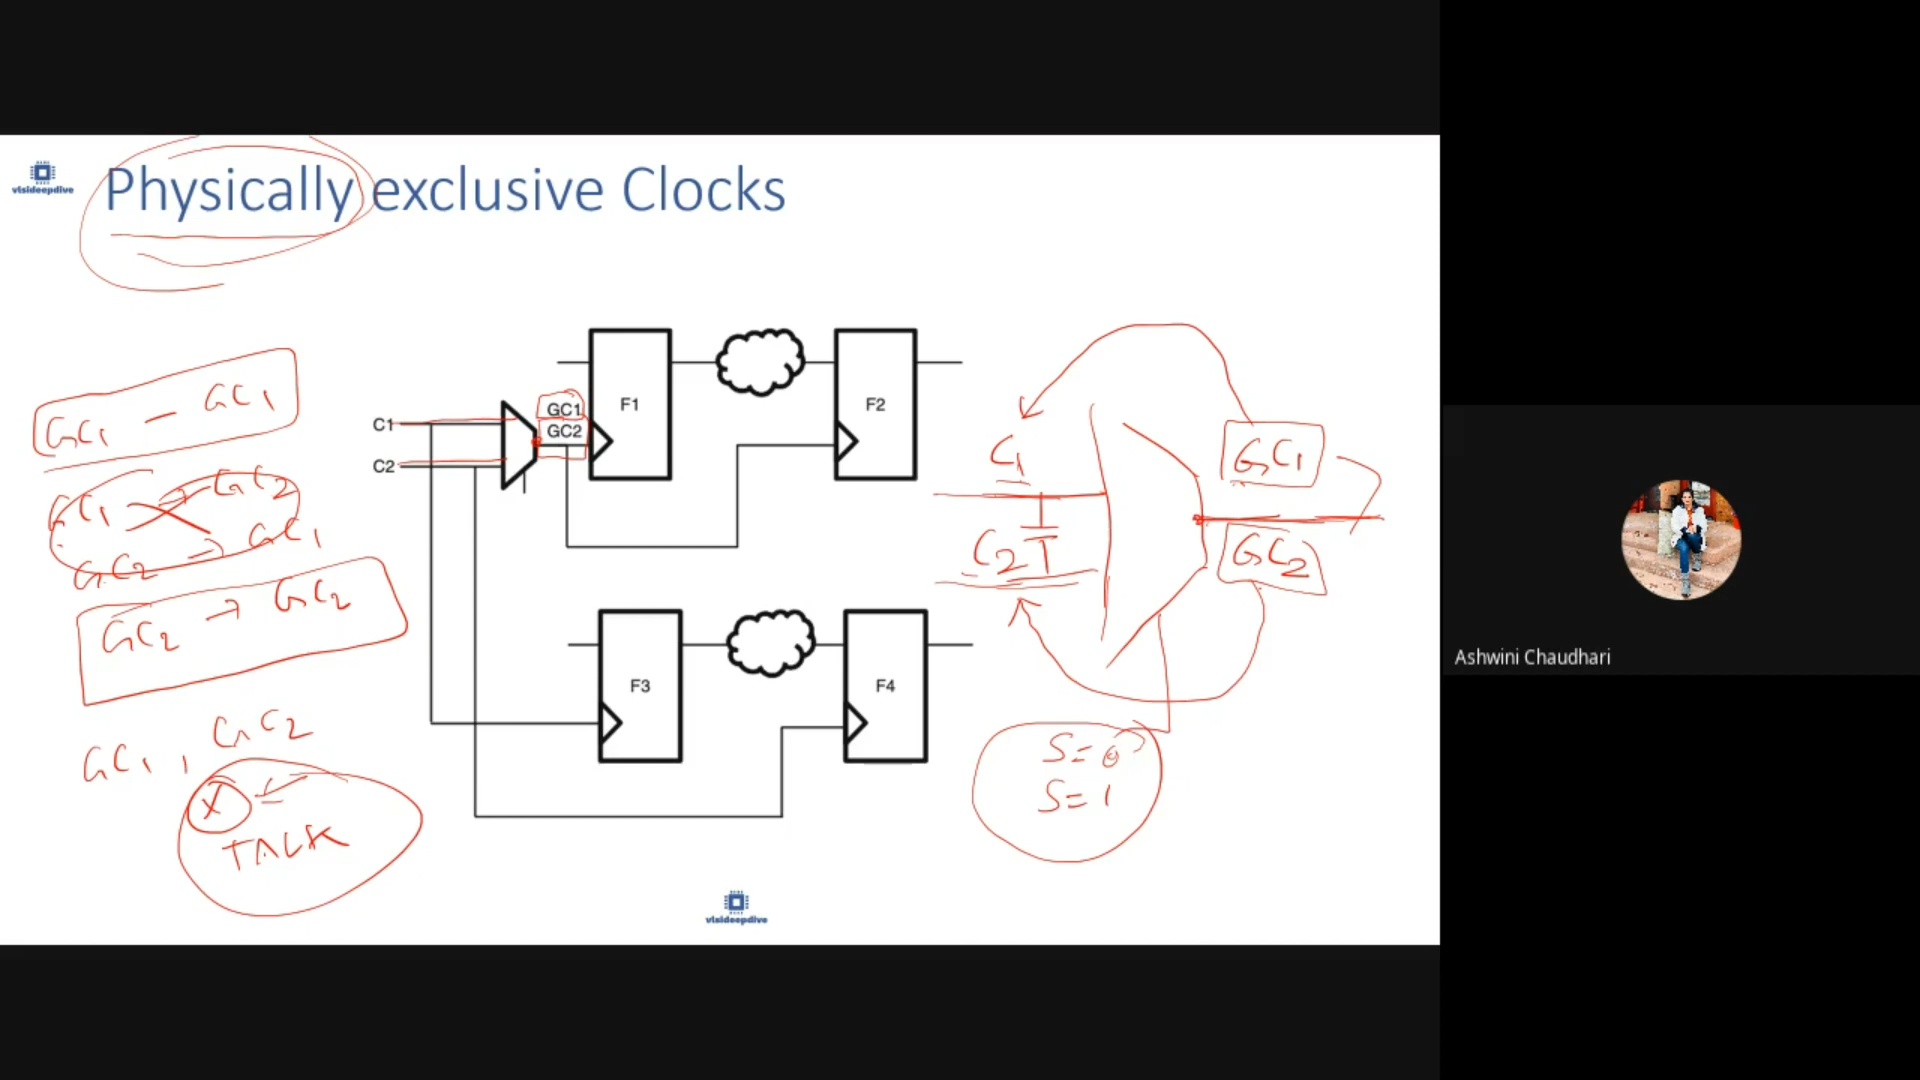 Physically exclusive Clocks
vlsideepdive
GC1 - GC1
GC1 → GC2
GC2 → GC1
GC2 → GC2
GC1, GC2
X
TALK
C1
C2
GC1
GC2
F1
F2
F3
F4
C1
C2
GC1
GC2
S=0
S=1
vlsideepdive
Ashwini Chaudhari